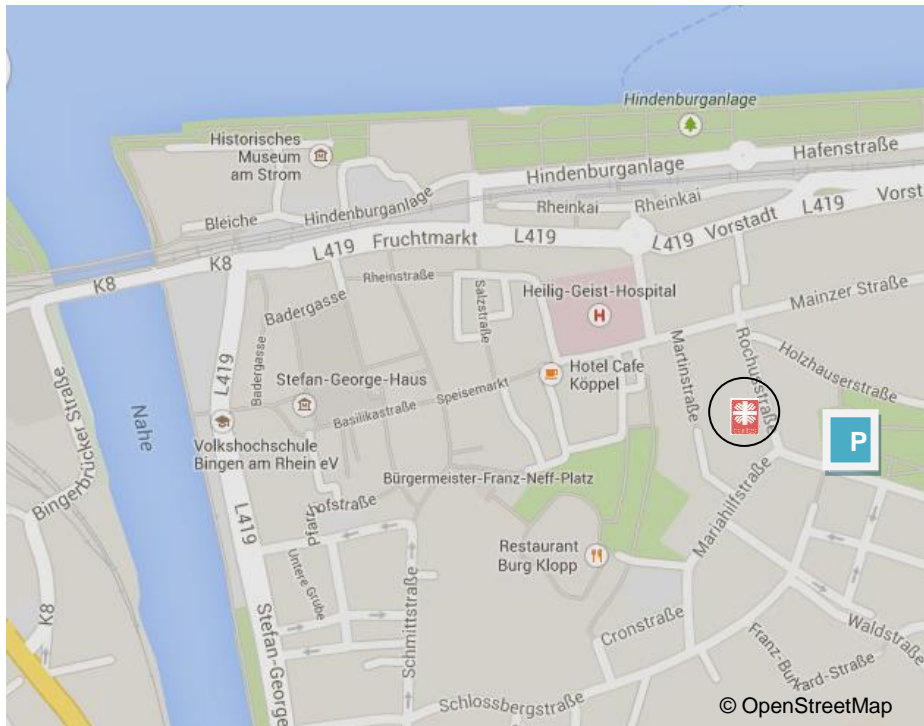 Hindenburganlage
Historisches
Museum
am Strom
Hindenburganlage
Hafenstraße
Bleiche
Hindenburganlage
Rheinkai
Rheinkai
L419
Vorst
K8
K8
L419
Fruchtmarkt
L419
L419
Vorstadt
Rheinstraße
Salzstraße
Heilig-Geist-Hospital
H
Mainzer Straße
Badergasse
Badergasse
L419
Martinstraße
Rochusstraße
Holzhauserstraße
Hotel Cafe
Köppel
Stefan-George-Haus
Speisemarkt
Basilikastraße
Bingerbrücker Straße
Nahe
Volkshochschule
Bingen am Rhein eV
P
Bürgermeister-Franz-Neff-Platz
Mariahilfstraße
L419
Pfarrhofstraße
Untere Grube
Restaurant
Burg Klopp
K8
Stefan-George
Schmittstraße
Cronstraße
Waldstraße
Franz-Burkard-Straße
Schlossbergstraße
© OpenStreetMap